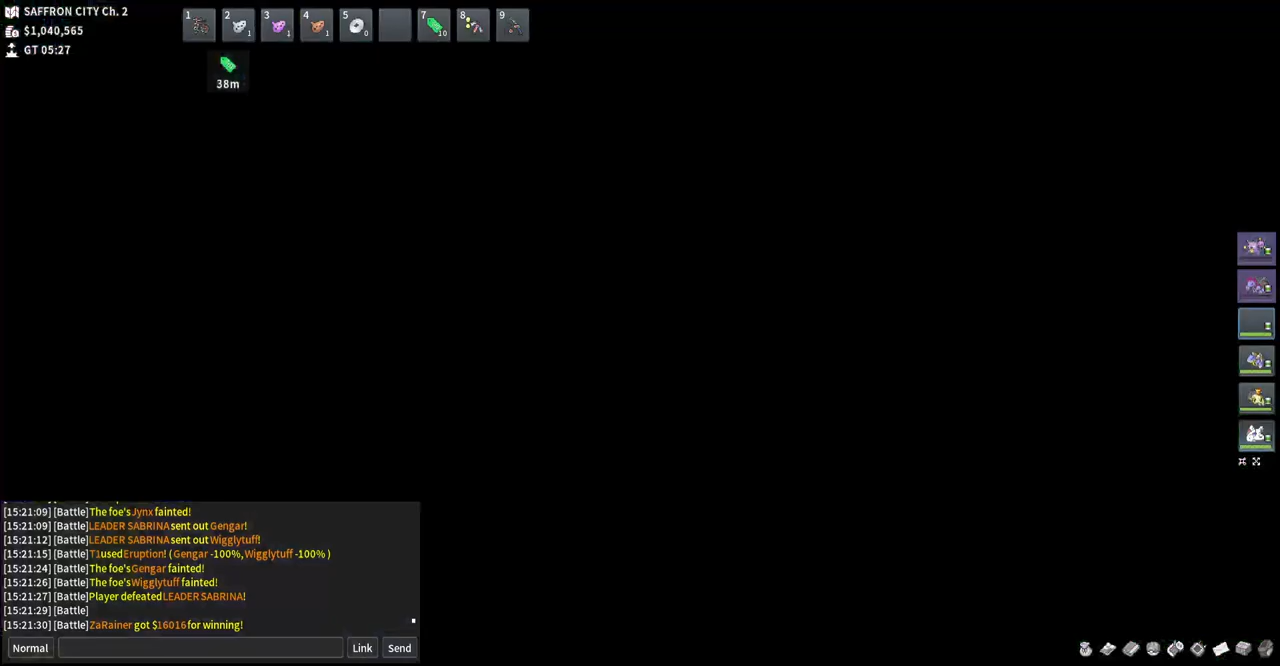 SAFFRON CITY Ch. 2
$1,040,565
GT 05:27
1 2 3 4 5 7 8 9
1 1 1 0 10
38m
[15:21:09] [Battle]The foe's Jynx fainted!
[15:21:09] [Battle]LEADER SABRINA sent out Gengar!
[15:21:12] [Battle]LEADER SABRINA sent out Wigglytuff!
[15:21:15] [Battle]T1 used Eruption! ( Gengar -100%, Wigglytuff -100% )
[15:21:24] [Battle]The foe's Gengar fainted!
[15:21:26] [Battle]The foe's Wigglytuff fainted!
[15:21:27] [Battle]Player defeated LEADER SABRINA!
[15:21:29] [Battle]
[15:21:30] [Battle]ZaRainer got $16016 for winning!
Normal Link Send